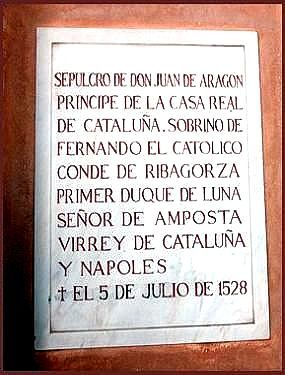 SEPULCRO DE DON JUAN DE ARAGON
PRINCIPE DE LA CASA REAL
DE CATALUÑA. SOBRINO DE
FERNANDO EL CATOLICO
CONDE DE RIBAGORZA
PRIMER DUQUE DE LUNA
SEÑOR DE AMPOSTA
VIRREY DE CATALUÑA
Y NAPOLES
† EL 5 DE JULIO DE 1528